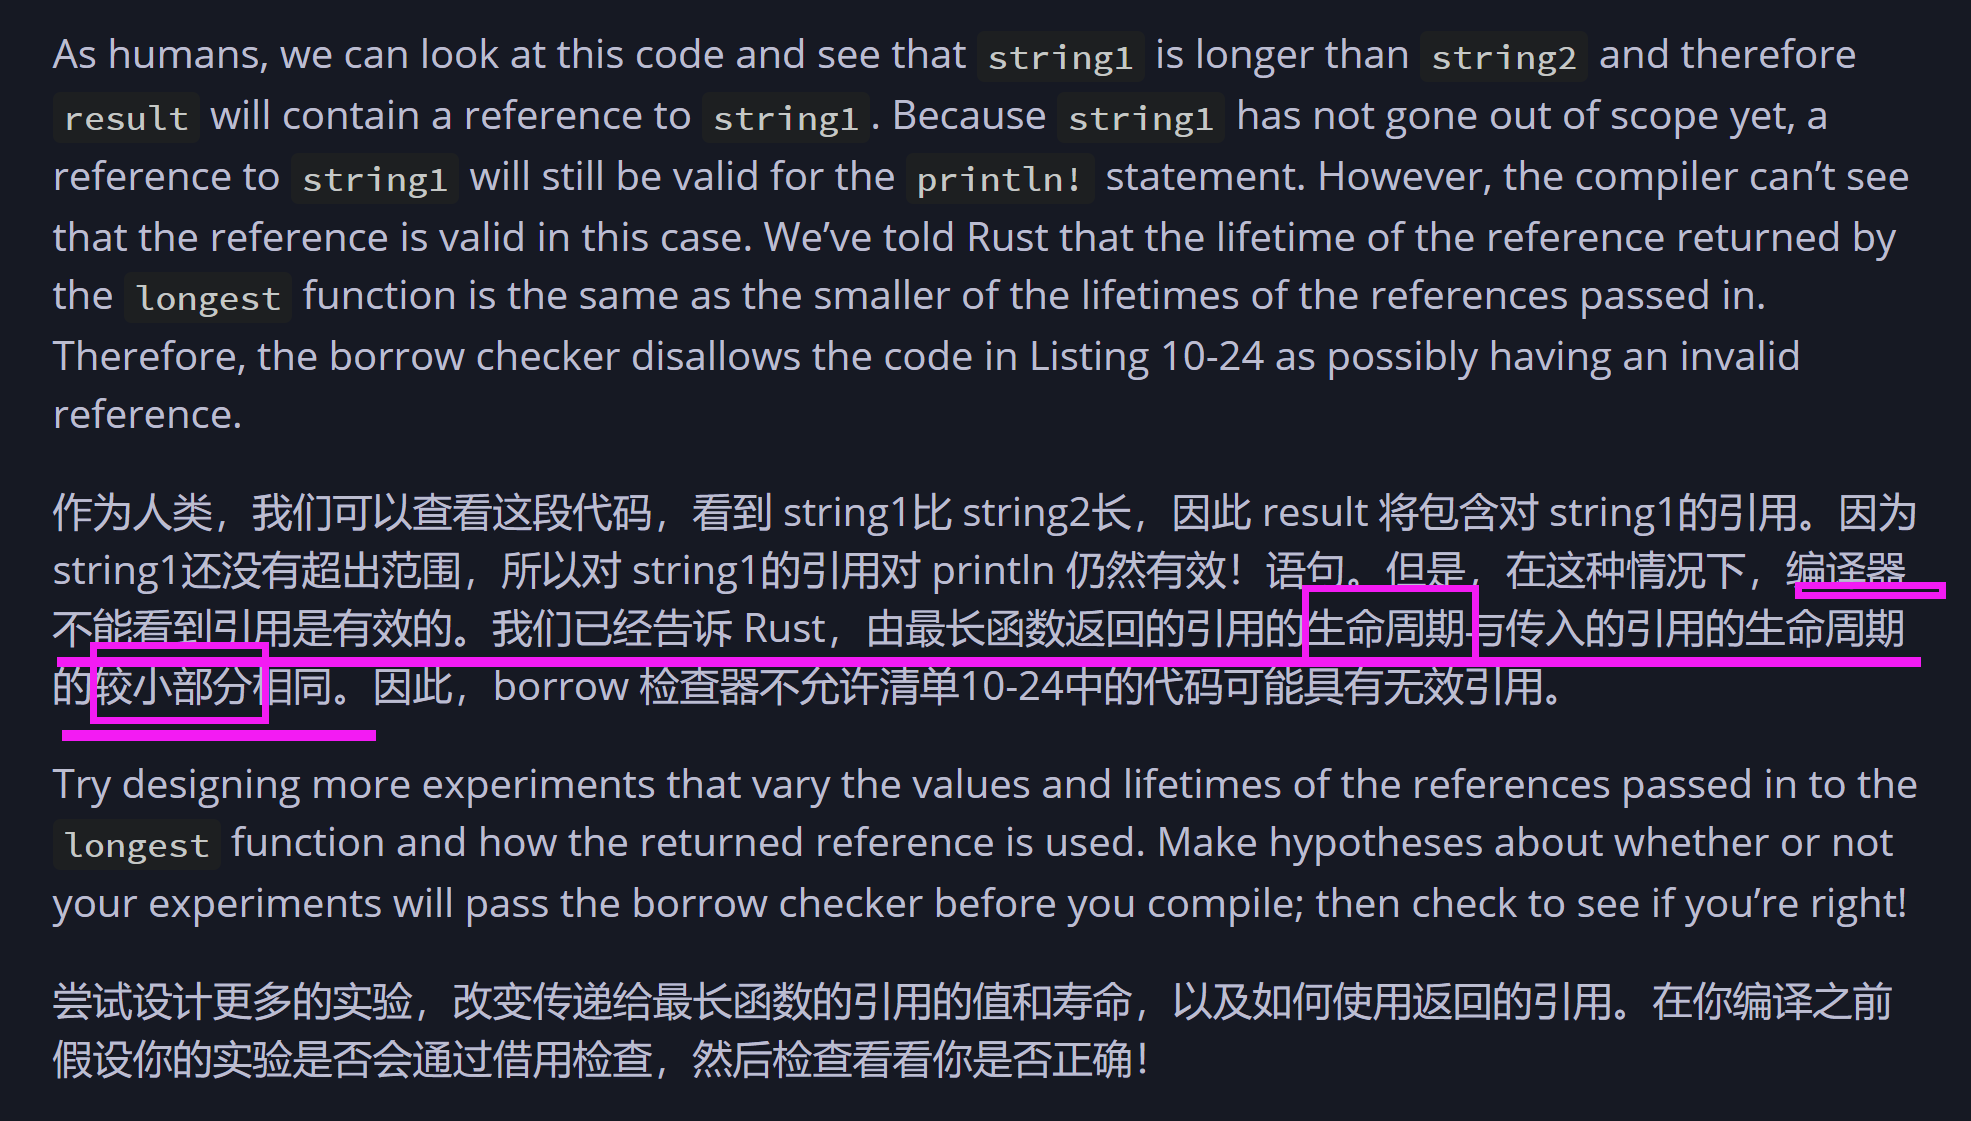 As humans, we can look at this code and see that string1 is longer than string2 and therefore
result will contain a reference to string1. Because string1 has not gone out of scope yet, a
reference to string1 will still be valid for the println! statement. However, the compiler can’t see
that the reference is valid in this case. We’ve told Rust that the lifetime of the reference returned by
the longest function is the same as the smaller of the lifetimes of the references passed in.
Therefore, the borrow checker disallows the code in Listing 10-24 as possibly having an invalid
reference.
作为人类，我们可以查看这段代码，看到 string1比 string2长，因此 result 将包含对 string1的引用。因为
string1还没有超出范围，所以对 string1的引用对 println 仍然有效！语句。但是，在这种情况下，编译器
不能看到引用是有效的。我们已经告诉 Rust，由最长函数返回的引用的生命周期与传入的引用的生命周期
的较小部分相同。因此，borrow 检查器不允许清单10-24中的代码可能具有无效引用。
Try designing more experiments that vary the values and lifetimes of the references passed in to the
longest function and how the returned reference is used. Make hypotheses about whether or not
your experiments will pass the borrow checker before you compile; then check to see if you’re right!
尝试设计更多的实验，改变传递给最长函数的引用的值和寿命，以及如何使用返回的引用。在你编译之前
假设你的实验是否会通过借用检查，然后检查看看你是否正确！